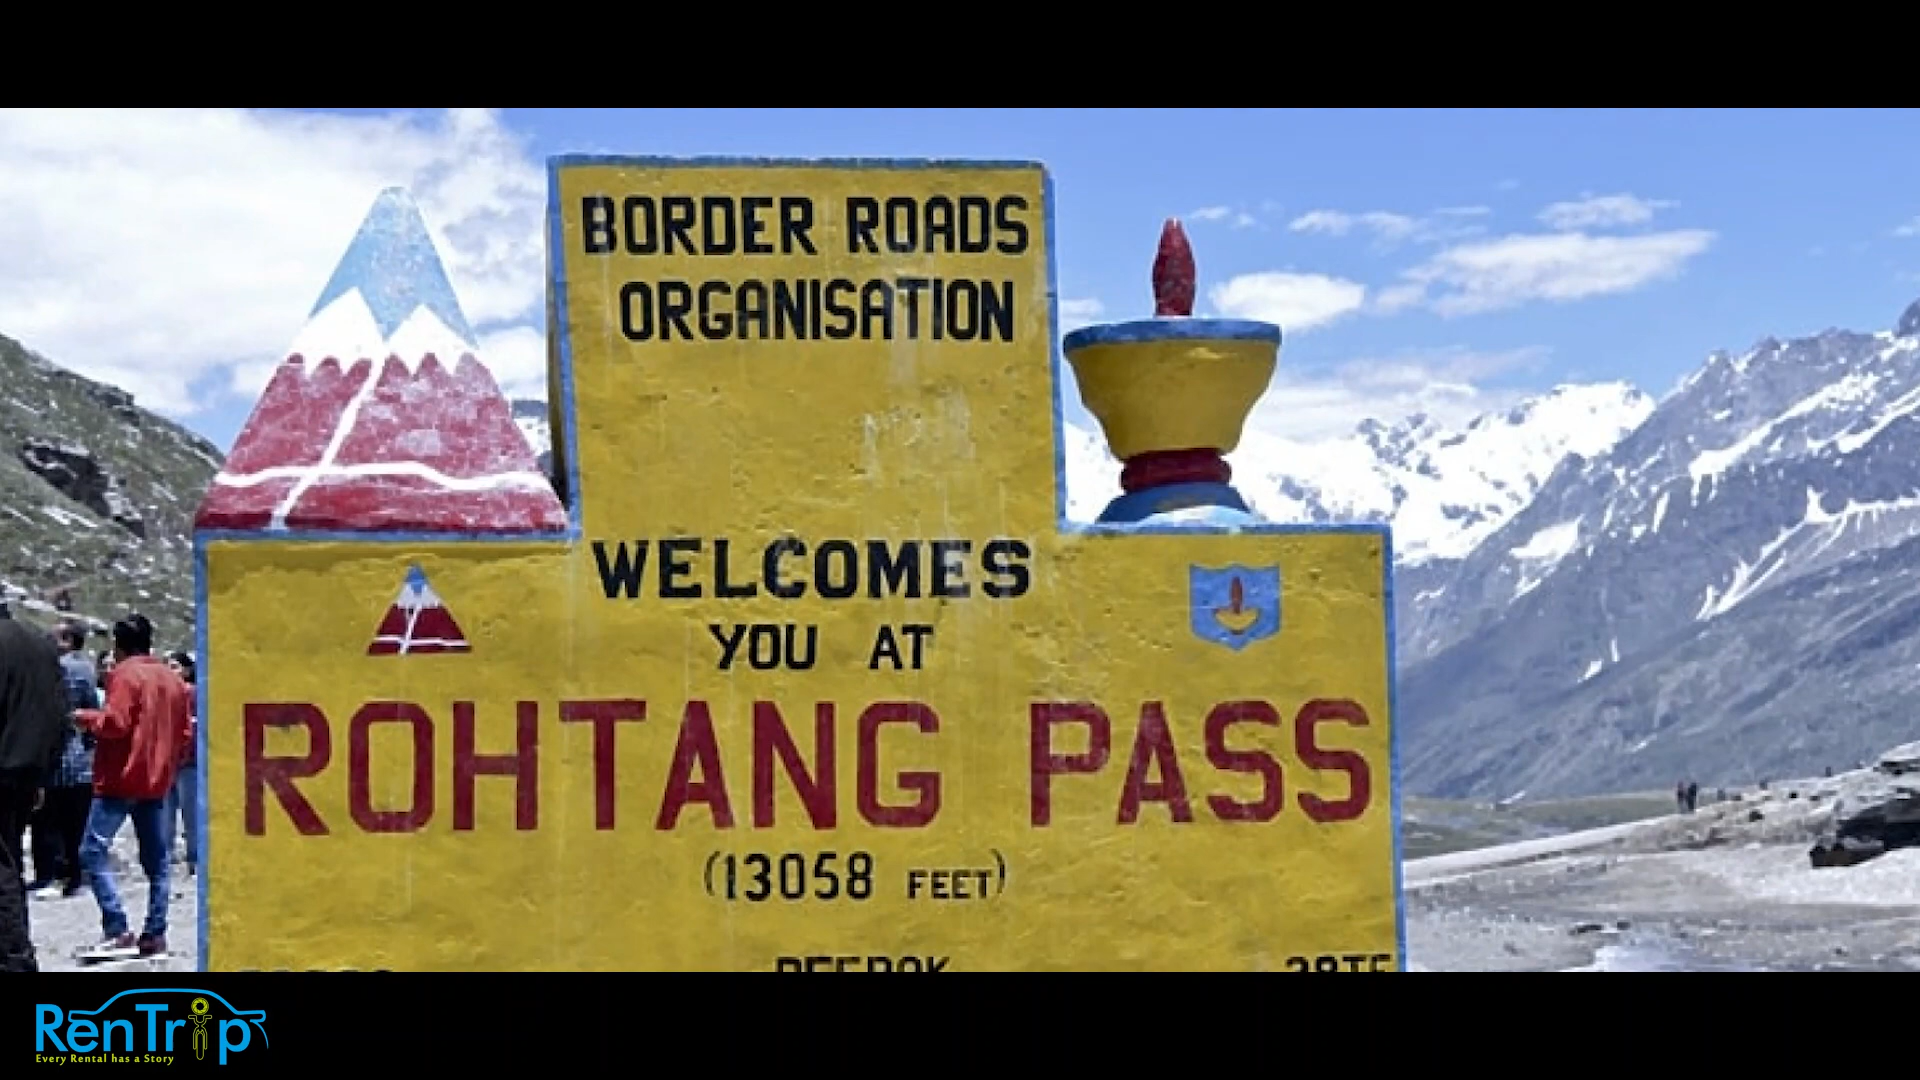 BORDER ROADS
ORGANISATION
WELCOMES
YOU AT
ROHTANG PASS
(13058 FEET)
RenTrip
Every Rental has a Story